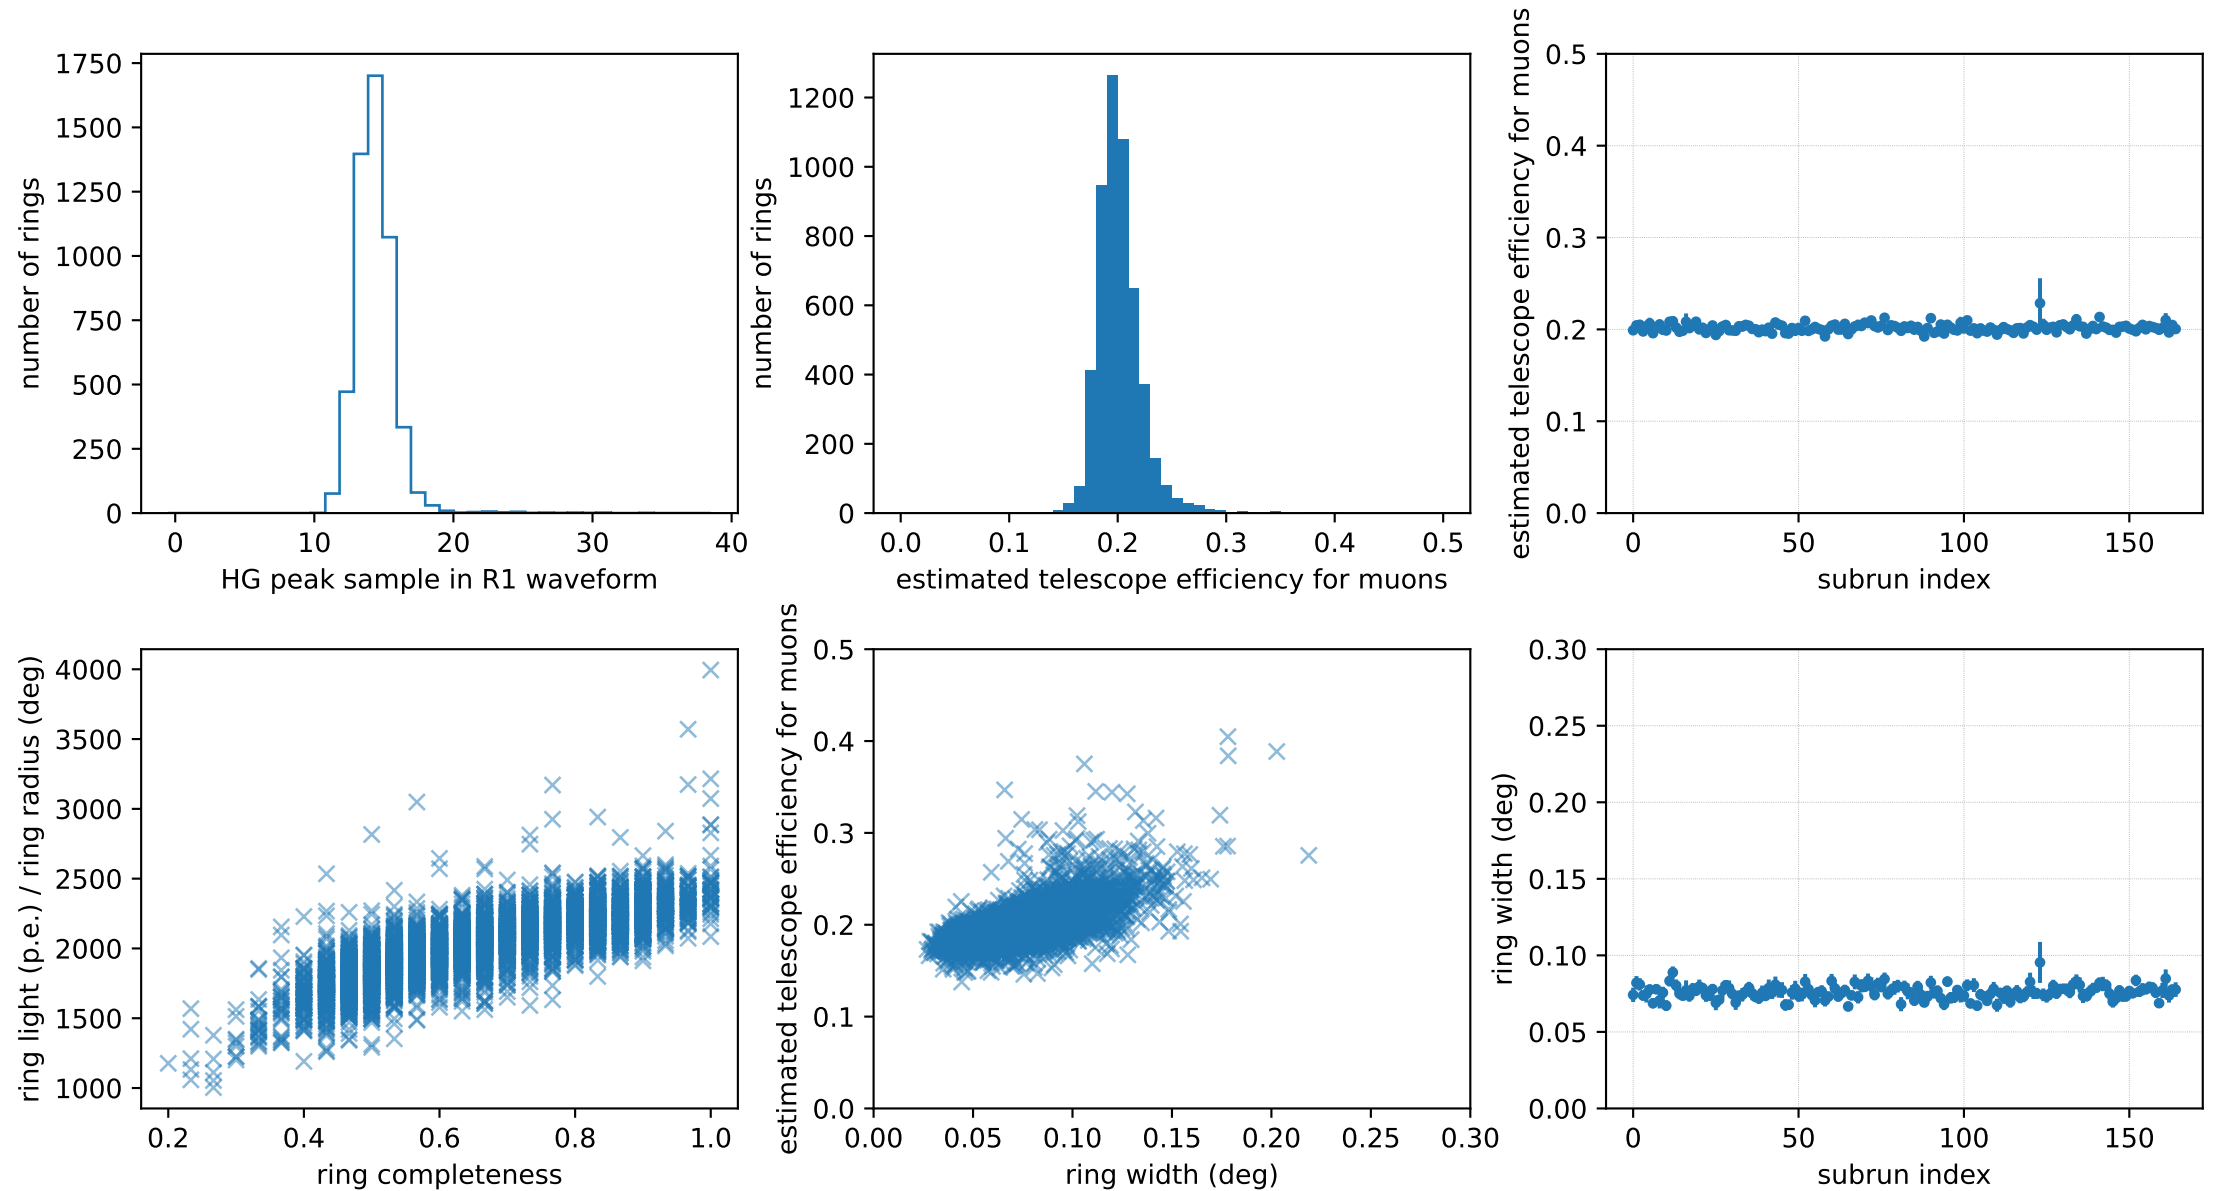 number of rings
1750
1500
1250
1000
750
500
250
0
0 10 20 30 40
HG peak sample in R1 waveform
number of rings
1200
1000
800
600
400
200
0
0.0 0.1 0.2 0.3 0.4 0.5
estimated telescope efficiency for muons
estimated telescope efficiency for muons
0.5
0.4
0.3
0.2
0.1
0.0
0 50 100 150
subrun index
ring light (p.e.) / ring radius (deg)
4000
3500
3000
2500
2000
1500
1000
0.2 0.4 0.6 0.8 1.0
ring completeness
estimated telescope efficiency for muons
0.5
0.4
0.3
0.2
0.1
0.0
0.00 0.05 0.10 0.15 0.20 0.25 0.30
ring width (deg)
ring width (deg)
0.30
0.25
0.20
0.15
0.10
0.05
0.00
0 50 100 150
subrun index